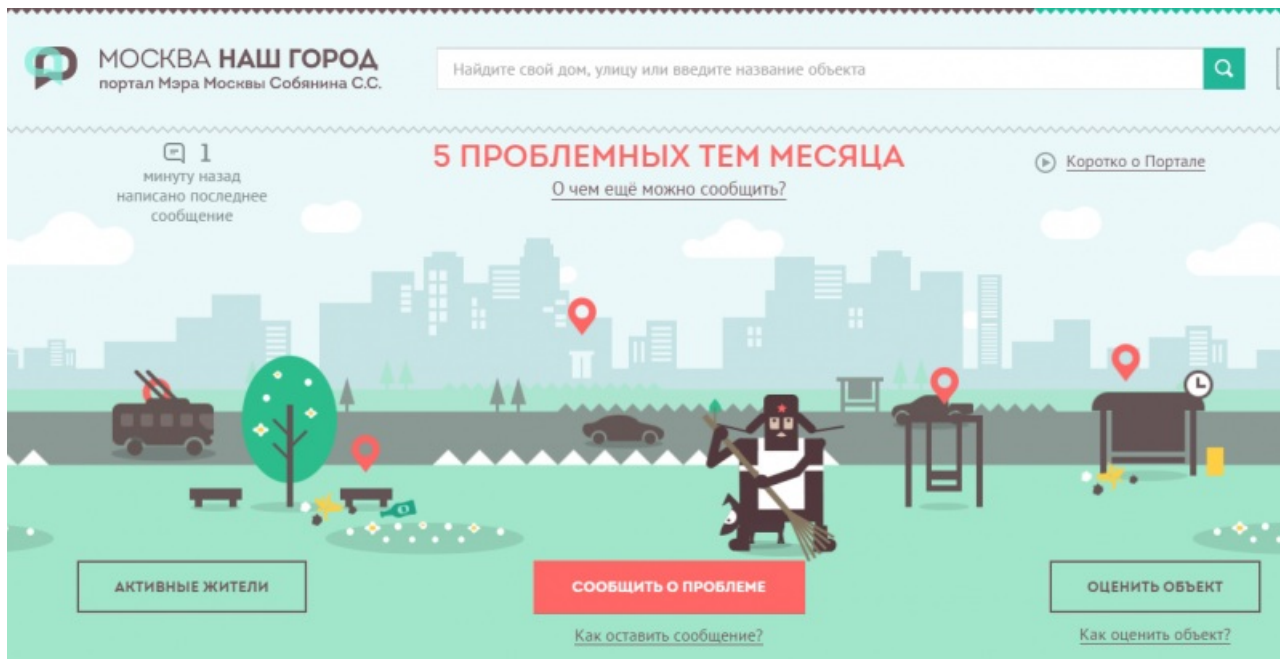 МОСКВА НАШ ГОРОД
портал Мэра Москвы Собянина С.С.
Найдите свой дом, улицу или введите название объекта
1
минуту назад
написано последнее
сообщение
5 ПРОБЛЕМНЫХ ТЕМ МЕСЯЦА
О чем ещё можно сообщить?
Коротко о Портале
АКТИВНЫЕ ЖИТЕЛИ
СООБЩИТЬ О ПРОБЛЕМЕ
Как оставить сообщение?
ОЦЕНИТЬ ОБЪЕКТ
Как оценить объект?